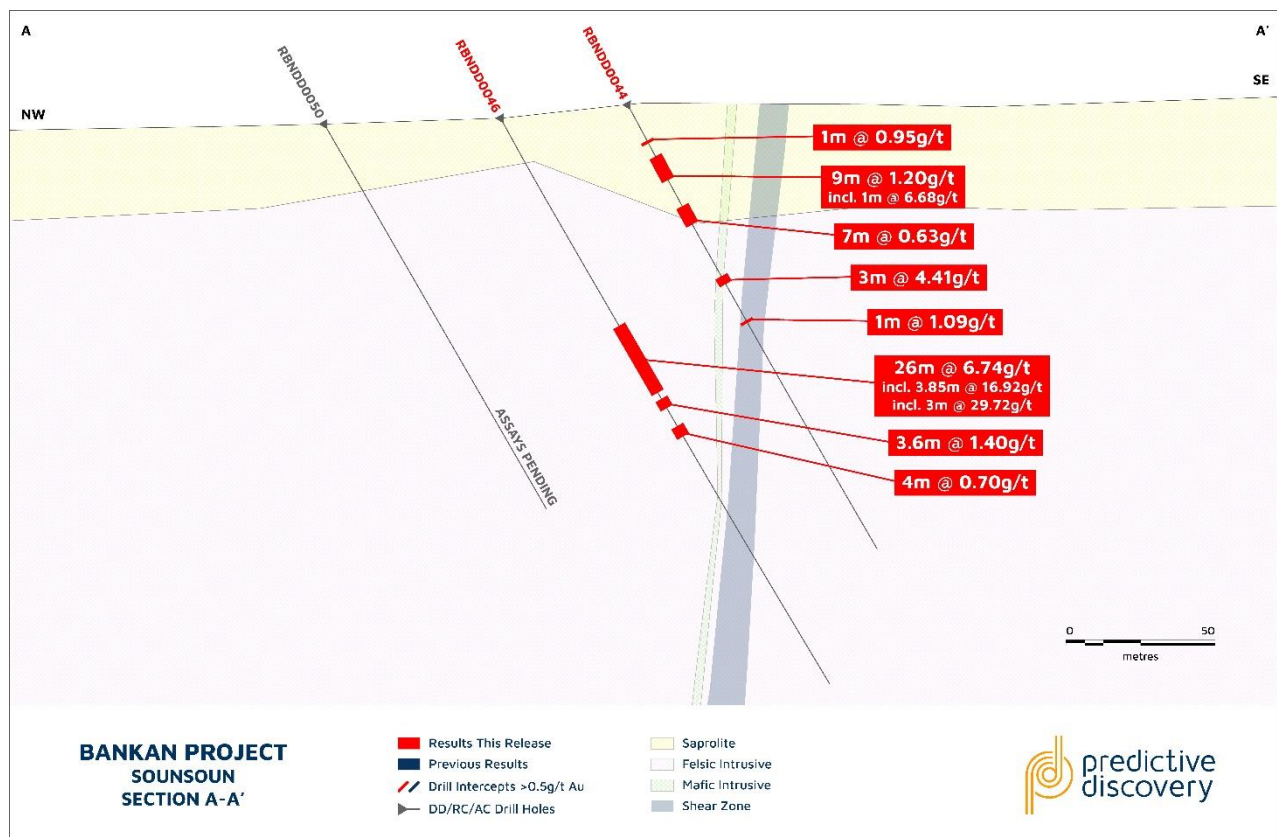 A
A'
NW
SE
RBNDD0050
RBNDD0046
RBNDD0044
1m @ 0.95g/t
9m @ 1.20g/t
incl. 1m @ 6.68g/t
7m @ 0.63g/t
3m @ 4.41g/t
1m @ 1.09g/t
26m @ 6.74g/t
incl. 3.85m @ 16.92g/t
incl. 3m @ 29.72g/t
3.6m @ 1.40g/t
4m @ 0.70g/t
ASSAYS PENDING
0 50
metres
BANKAN PROJECT
SOUNSOUN
SECTION A-A'
Results This Release
Previous Results
Drill Intercepts >0.5g/t Au
DD/RC/AC Drill Holes
Saprolite
Felsic Intrusive
Mafic Intrusive
Shear Zone
predictive
discovery